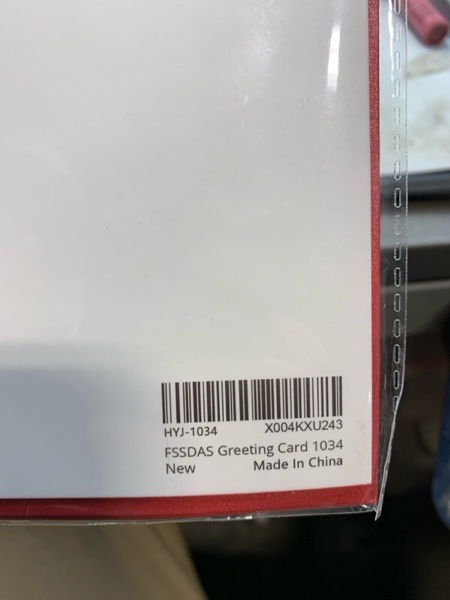 HYJ-1034 X004KXU243
FSSDAS Greeting Card 1034
New Made In China